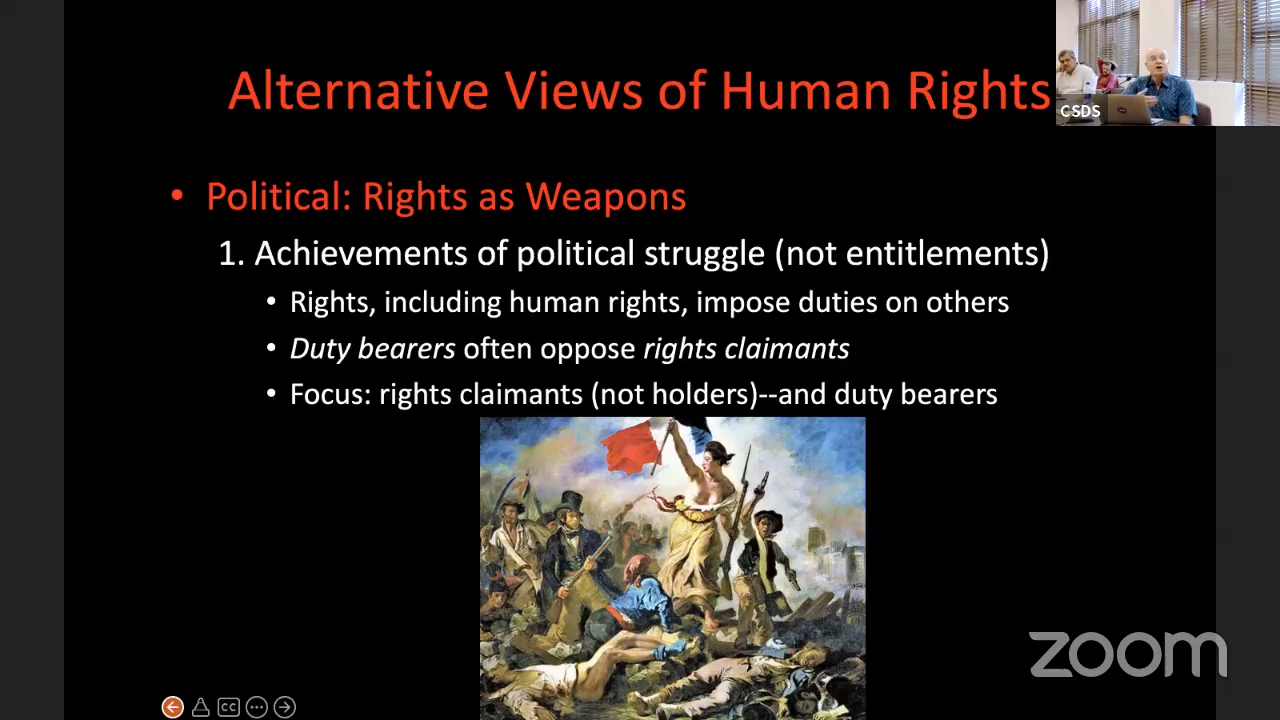 Alternative Views of Human Rights
CSDS
• Political: Rights as Weapons
1. Achievements of political struggle (not entitlements)
• Rights, including human rights, impose duties on others
• Duty bearers often oppose rights claimants
• Focus: rights claimants (not holders)--and duty bearers
zoom
CC